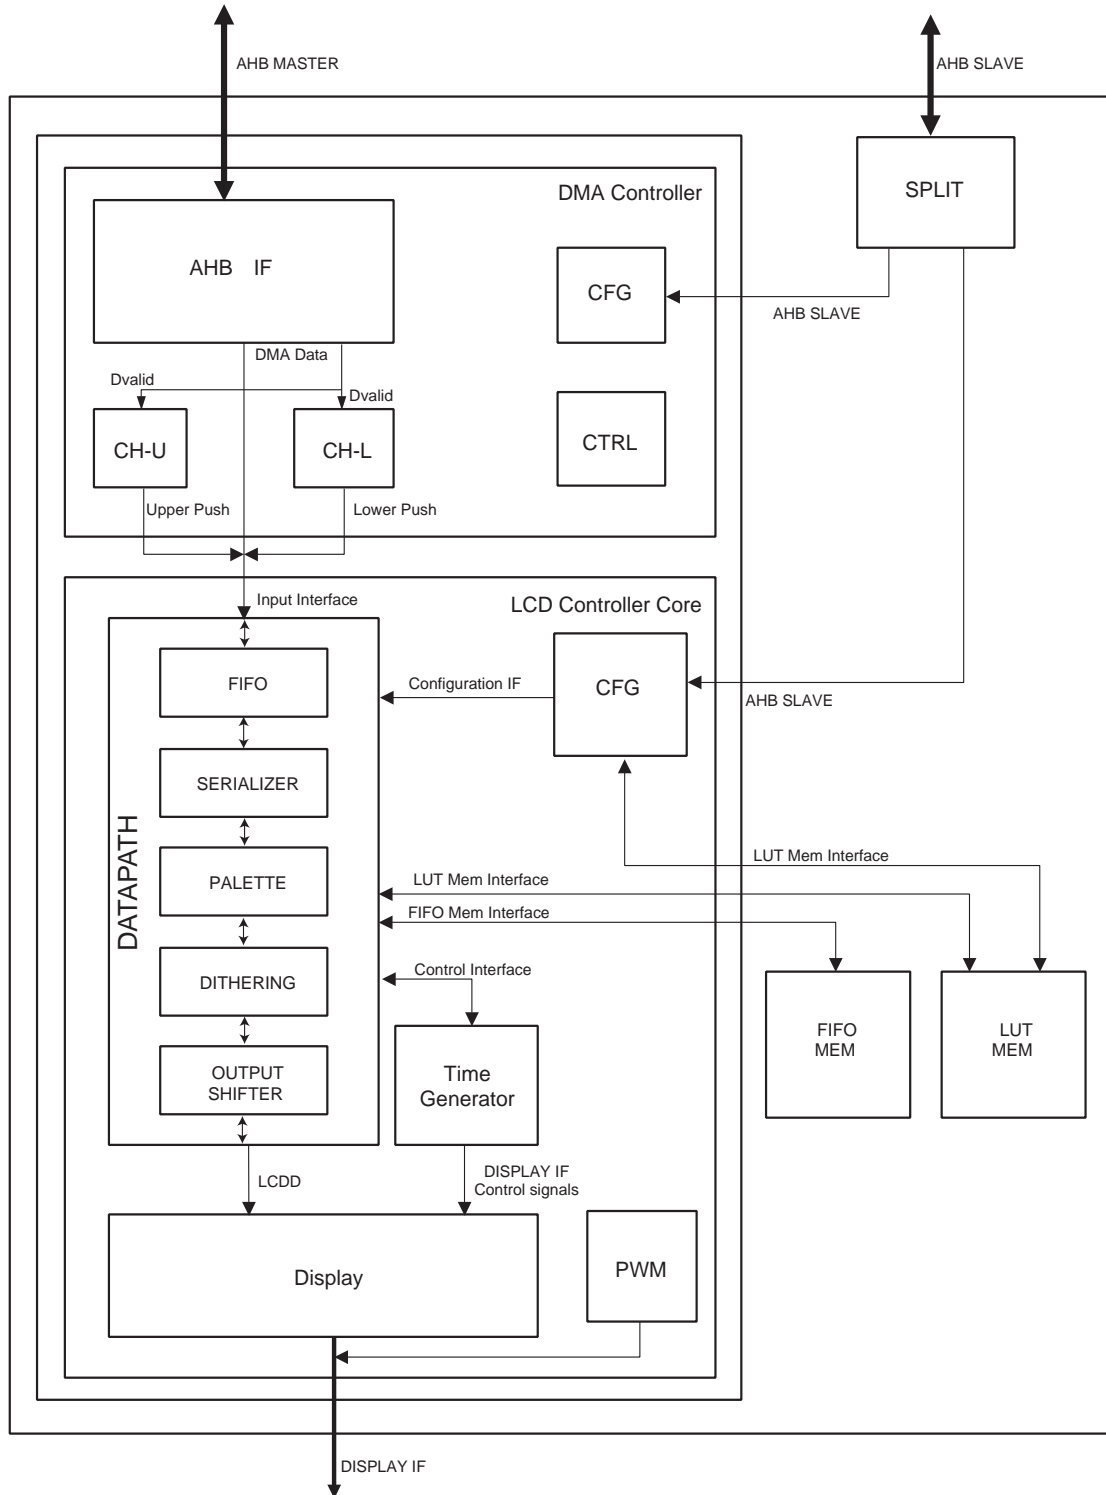 AHB MASTER
AHB SLAVE
DMA Controller
SPLIT
AHB IF
CFG
AHB SLAVE
DMA Data
Dvalid
Dvalid
CH-U
CH-L
CTRL
Upper Push
Lower Push
Input Interface
LCD Controller Core
FIFO
Configuration IF
CFG
AHB SLAVE
SERIALIZER
DATAPATH
PALETTE
LUT Mem Interface
LUT Mem Interface
FIFO Mem Interface
DITHERING
Control Interface
FIFO
MEM
LUT
MEM
OUTPUT
SHIFTER
Time
Generator
LCDD
DISPLAY IF
Control signals
Display
PWM
DISPLAY IF